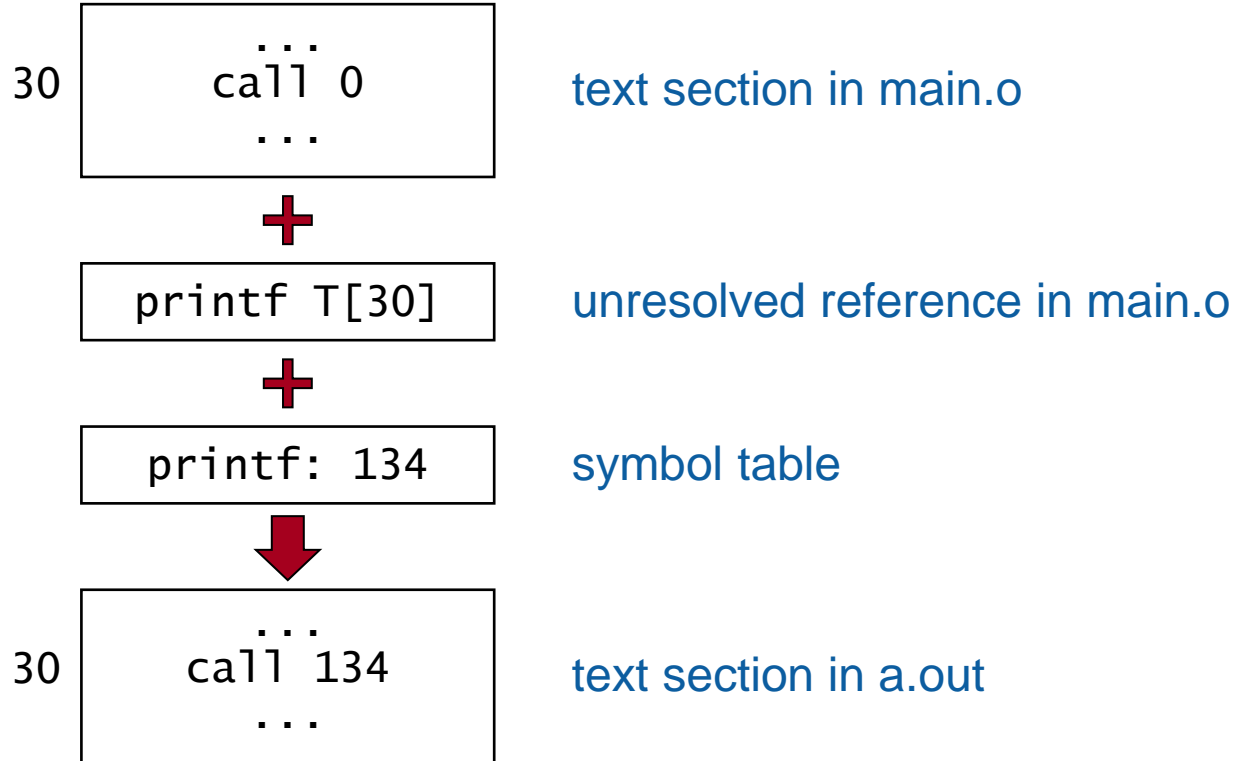 ...
30 call 0 text section in main.o
...
printf T[30] unresolved reference in main.o
printf: 134 symbol table
...
30 call 134 text section in a.out
...